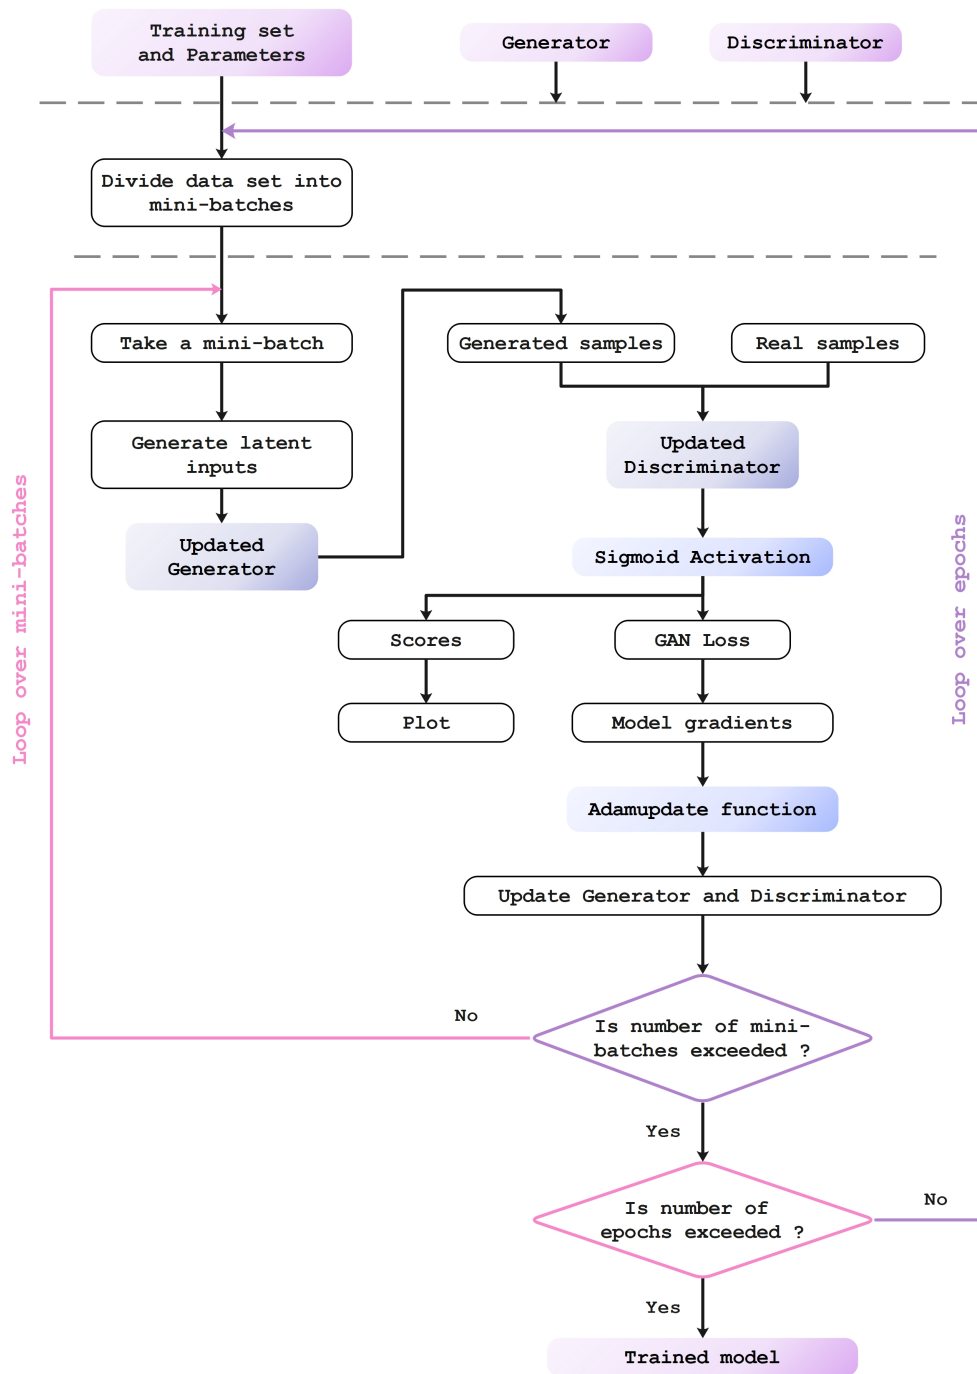 Training set
and Parameters
Generator
Discriminator
Divide data set into
mini-batches
Take a mini-batch
Generated samples
Real samples
Generate latent
inputs
Updated
Discriminator
Updated
Generator
Sigmoid Activation
Scores
GAN Loss
Plot
Model gradients
Adamupdate function
Update Generator and Discriminator
Loop over mini-batches
Loop over epochs
No
Is number of mini-
batches exceeded ?
Yes
Is number of
epochs exceeded ?
No
Yes
Trained model